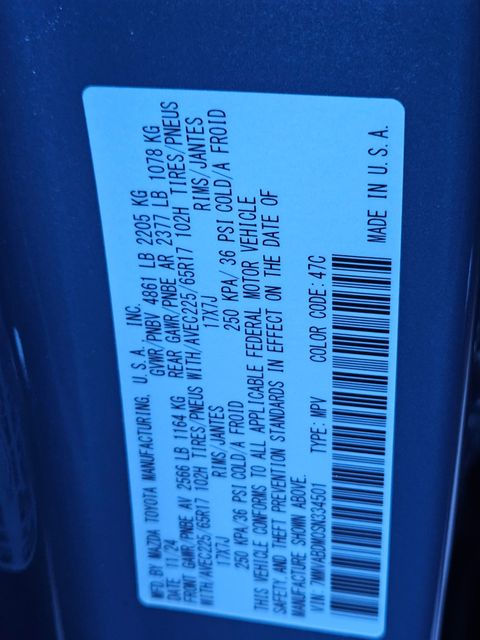 MFD. BY MAZDA TOYOTA MANUFACTURING, U.S.A., INC.
DATE 11/24 GVWR/PNBV 4861 LB 2205 KG
FRONT GAWR/PNBE AV 2566 LB 1164 KG REAR GAWR/PNBE AR 2377 LB 1078 KG
WITH/AVEC225/65R17 102H TIRES/PNEUS WITH/AVEC225/65R17 102H TIRES/PNEUS
17X7J RIMS/JANTES 17X7J RIMS/JANTES
250 KPA/36 PSI COLD/A FROID 250 KPA/ 36 PSI COLD/A FROID
THIS VEHICLE CONFORMS TO ALL APPLICABLE FEDERAL MOTOR VEHICLE
SAFETY AND THEFT PREVENTION STANDARDS IN EFFECT ON THE DATE OF
MANUFACTURE SHOWN ABOVE.
VIN: 7MMVABDM0SN334501 TYPE: MPV COLOR CODE: 47C
MADE IN U.S.A.